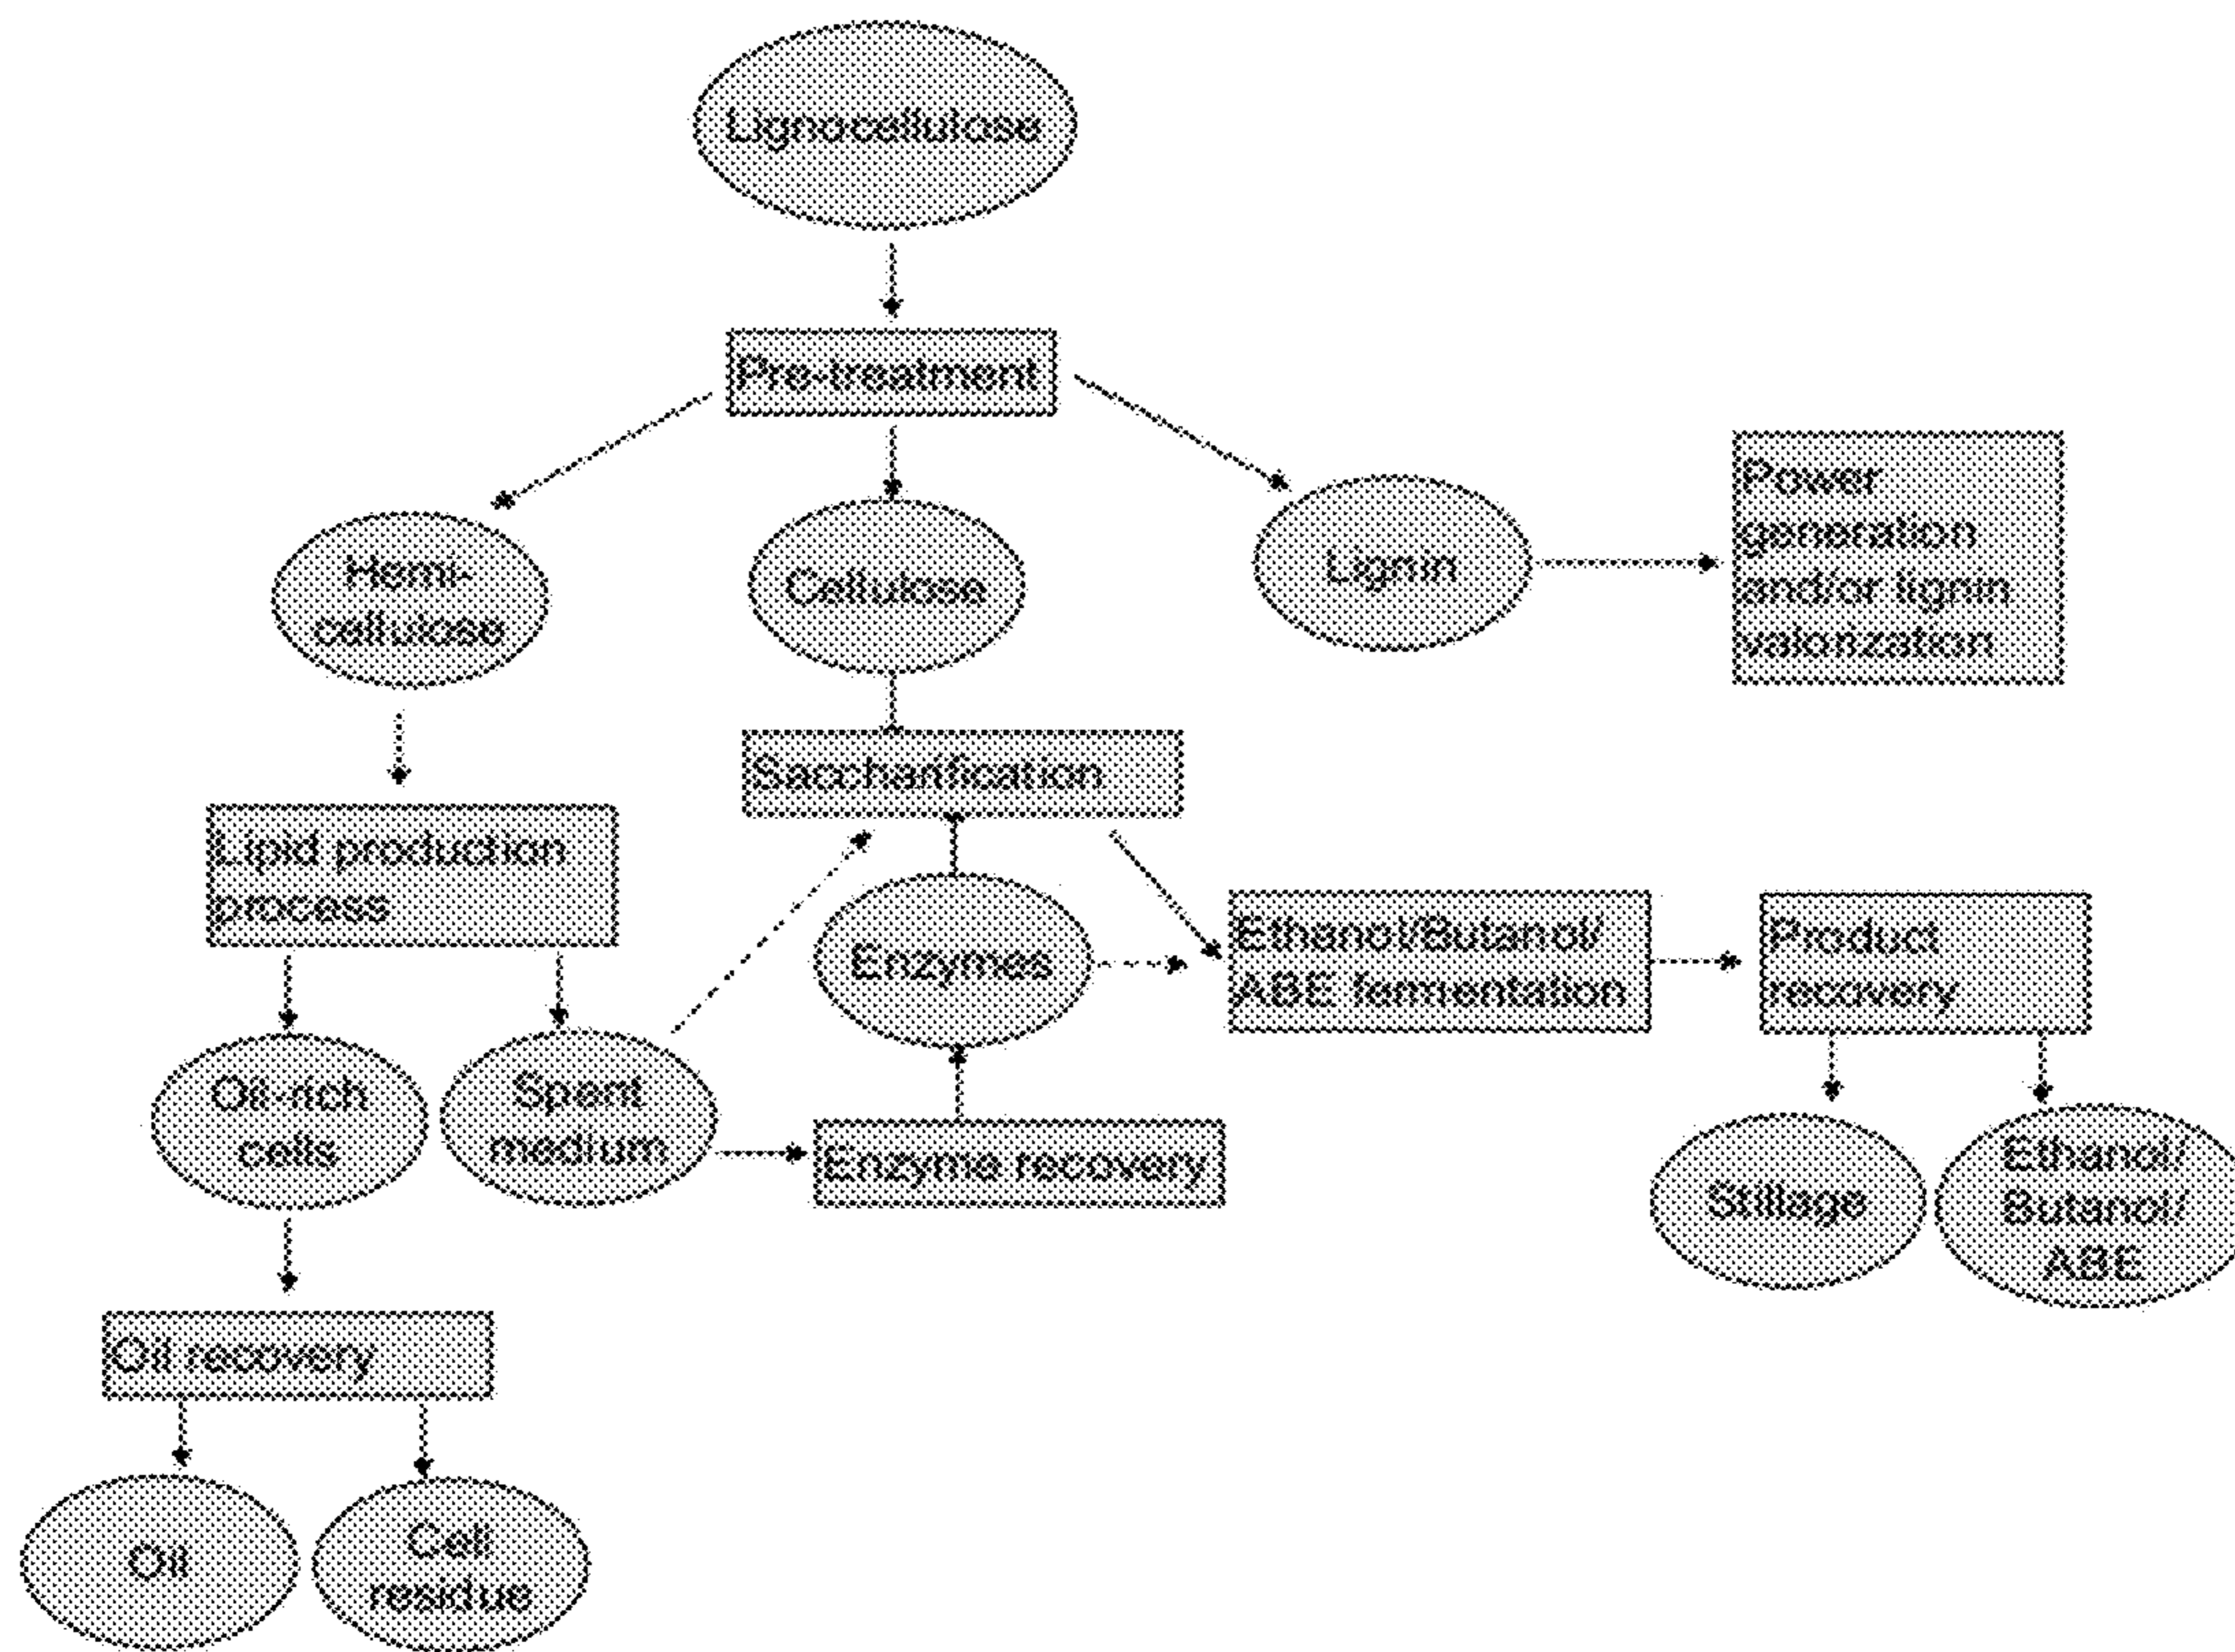 Lignocellulose
Pre-treatment
Power
generation
and/or lignin
valorization
Hemi-
cellulose
Cellulose
Lignin
Saccharification
Lipid production
process
Enzymes
Ethanol/Butanol/
ABE fermentation
Product
recovery
Oil-rich
cells
Spent
medium
Enzyme recovery
Stillage
Ethanol/
Butanol/
ABE
Oil recovery
Oil
Cell
residue